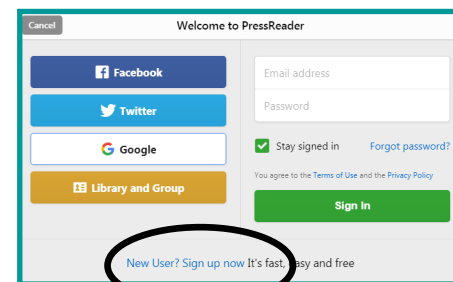 Cancel
Welcome to PressReader
Facebook
Twitter
Google
Library and Group
Email address
Password
Stay signed in
Forgot password?
You agree to the Terms of Use and the Privacy Policy
Sign In
New User? Sign up now It's fast, easy and free